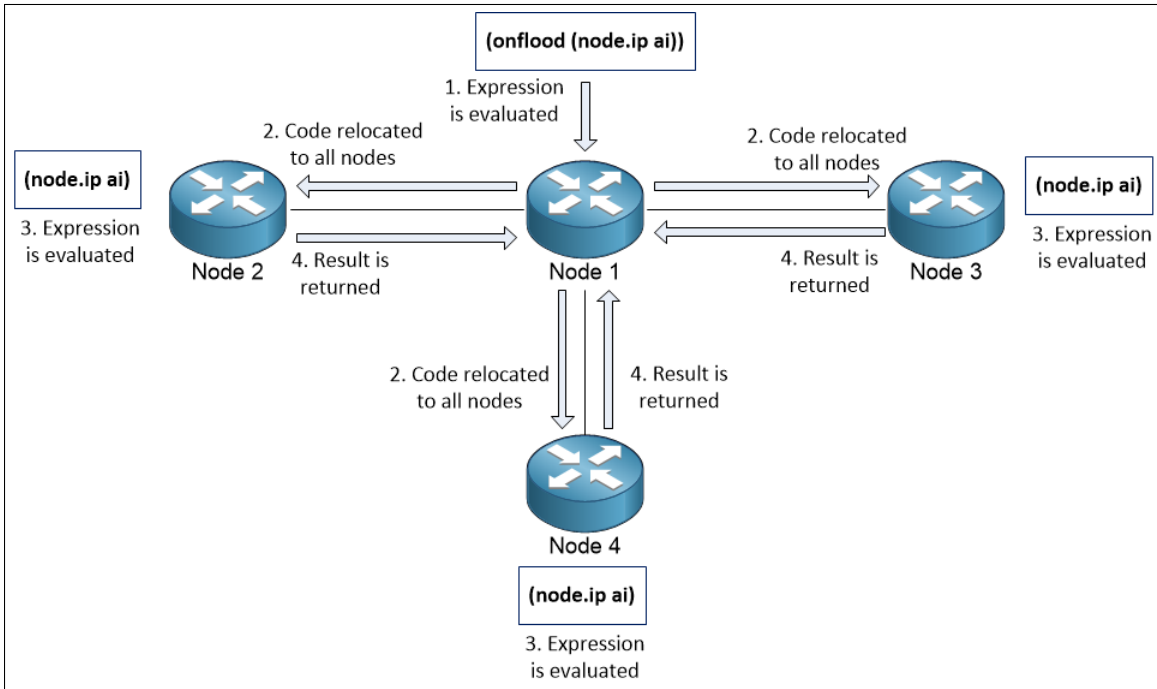 (onflood (node.ip ai))
1. Expression
is evaluated
2. Code relocated
to all nodes
2. Code relocated
to all nodes
(node.ip ai)
3. Expression
is evaluated
Node 2
4. Result is
returned
Node 1
4. Result is
returned
Node 3
(node.ip ai)
3. Expression
is evaluated
2. Code relocated
to all nodes
4. Result is
returned
Node 4
(node.ip ai)
3. Expression
is evaluated